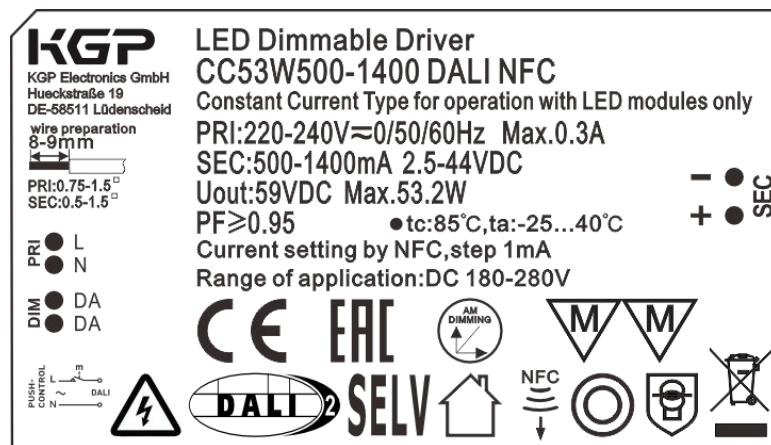 KGP
KGP Electronics GmbH
Hueckstraße 19
DE-58511 Lüdenscheid
wire preparation
8-9mm
PRI:0.75-1.5□
SEC:0.5-1.5□
PRI
L
N
DIM
DA
DA
LED Dimmable Driver
CC53W500-1400 DALI NFC
Constant Current Type for operation with LED modules only
PRI:220-240V≂0/50/60Hz Max.0.3A
SEC:500-1400mA 2.5-44VDC
Uout:59VDC Max.53.2W
PF≥0.95 ●tc:85℃,ta:-25...40℃
Current setting by NFC,step 1mA
Range of application:DC 180-280V
−
+
SEC
CE
EAC
AM
DIMMING
M
M
PUSH-
CONTROL
m
L
~
DALI
N
DALI 2
SELV
NFC